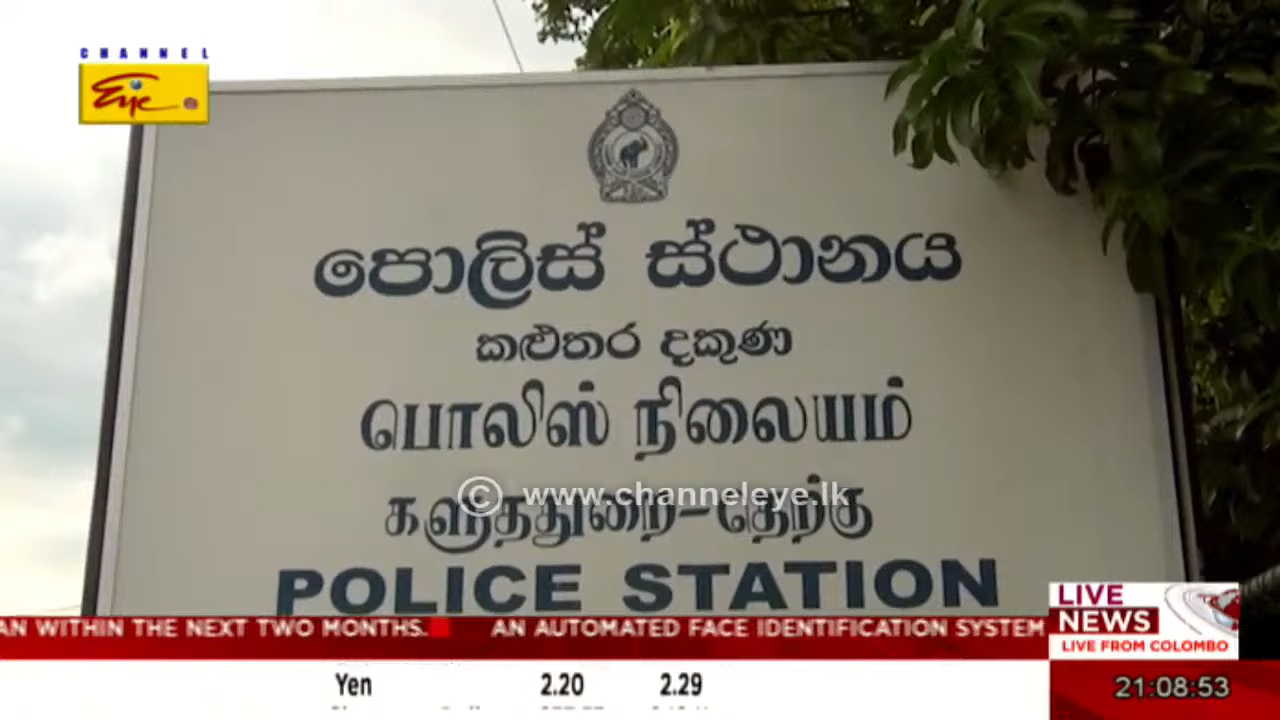 CHANNEL
Eye
පොලිස් ස්ථානය
කළුතර දකුණ
பொலிஸ் நிலையம்
களுத்துறை-தெற்கு
© www.channeleye.lk
POLICE STATION
LIVE
NEWS
LIVE FROM COLOMBO
AN WITHIN THE NEXT TWO MONTHS. AN AUTOMATED FACE IDENTIFICATION SYSTEM
Yen 2.20 2.29
21:08:53